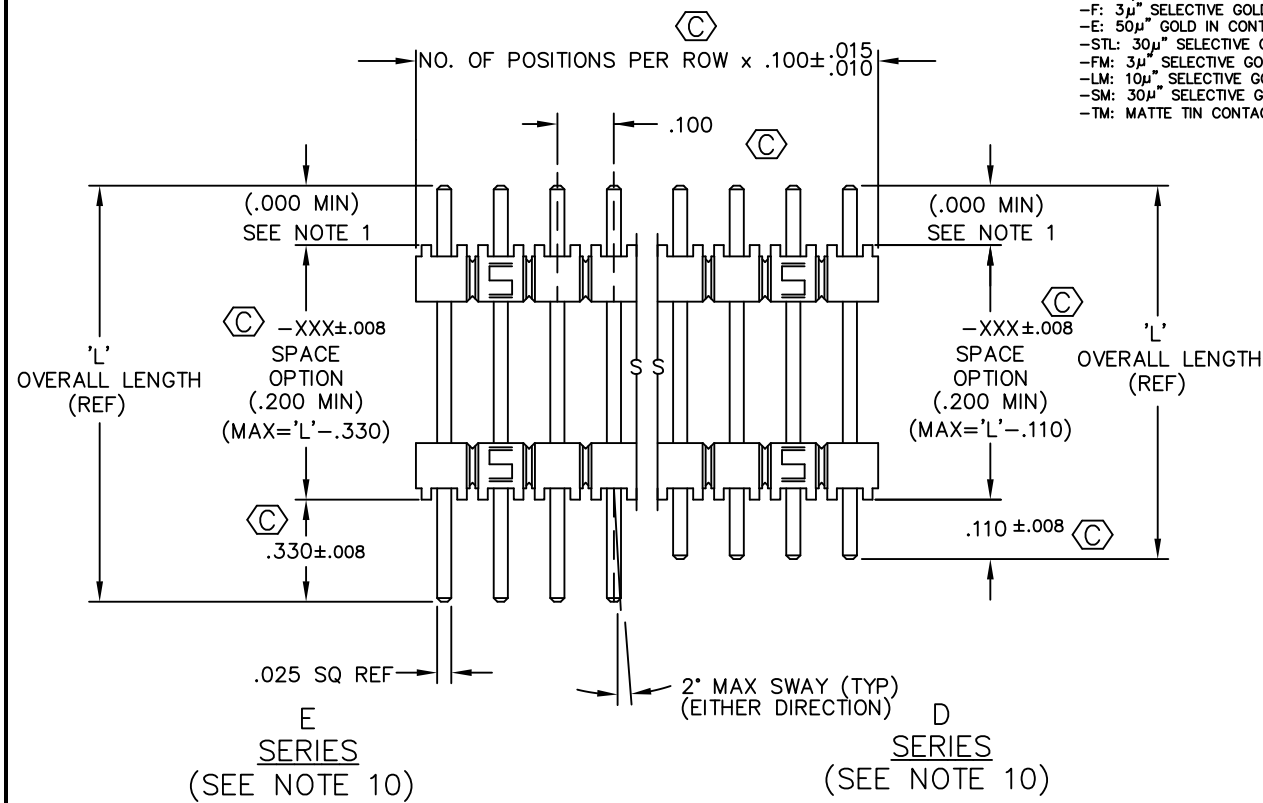 -F: 3µ" SELECTIVE GOLD
-E: 50µ" GOLD IN CONT
-STL: 30µ" SELECTIVE
-FM: 3µ" SELECTIVE GO
-LM: 10µ" SELECTIVE GO
-SM: 30µ" SELECTIVE G
-TM: MATTE TIN CONTAC
C
NO. OF POSITIONS PER ROW x .100± .015
.010
.100
C
(.000 MIN)
SEE NOTE 1
(.000 MIN)
SEE NOTE 1
'L'
OVERALL LENGTH
(REF)
C -XXX±.008
SPACE
OPTION
(.200 MIN)
(MAX='L'-.330)
S S
S S
S S
C
-XXX±.008
SPACE
OPTION
(.200 MIN)
(MAX='L'-.110)
'L'
OVERALL LENGTH
(REF)
C
.330±.008
.110 ±.008 C
.025 SQ REF
2° MAX SWAY (TYP)
(EITHER DIRECTION)
E
SERIES
(SEE NOTE 10)
D
SERIES
(SEE NOTE 10)